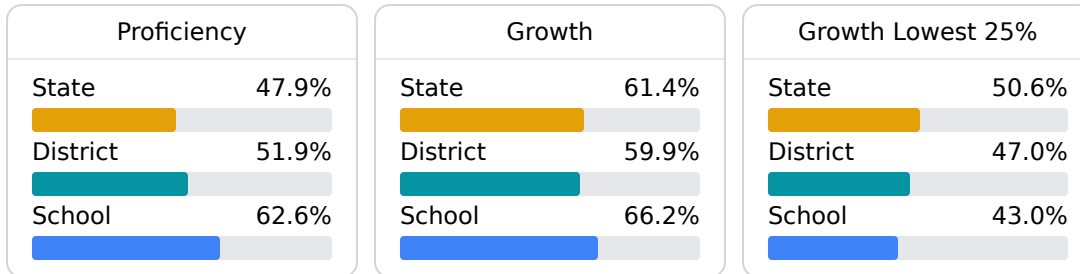 Proficiency
State 47.9%
District 51.9%
School 62.6%
Growth
State 61.4%
District 59.9%
School 66.2%
Growth Lowest 25%
State 50.6%
District 47.0%
School 43.0%